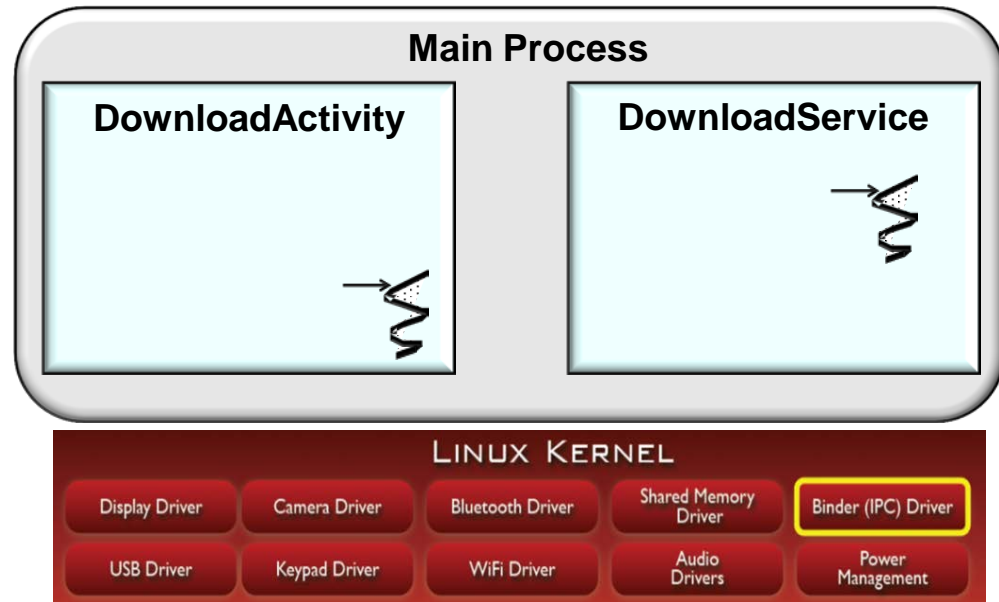 Main Process
DownloadActivity
DownloadService
LINUX KERNEL
Display Driver
Camera Driver
Bluetooth Driver
Shared Memory
Driver
Binder (IPC) Driver
USB Driver
Keypad Driver
WiFi Driver
Audio
Drivers
Power
Management